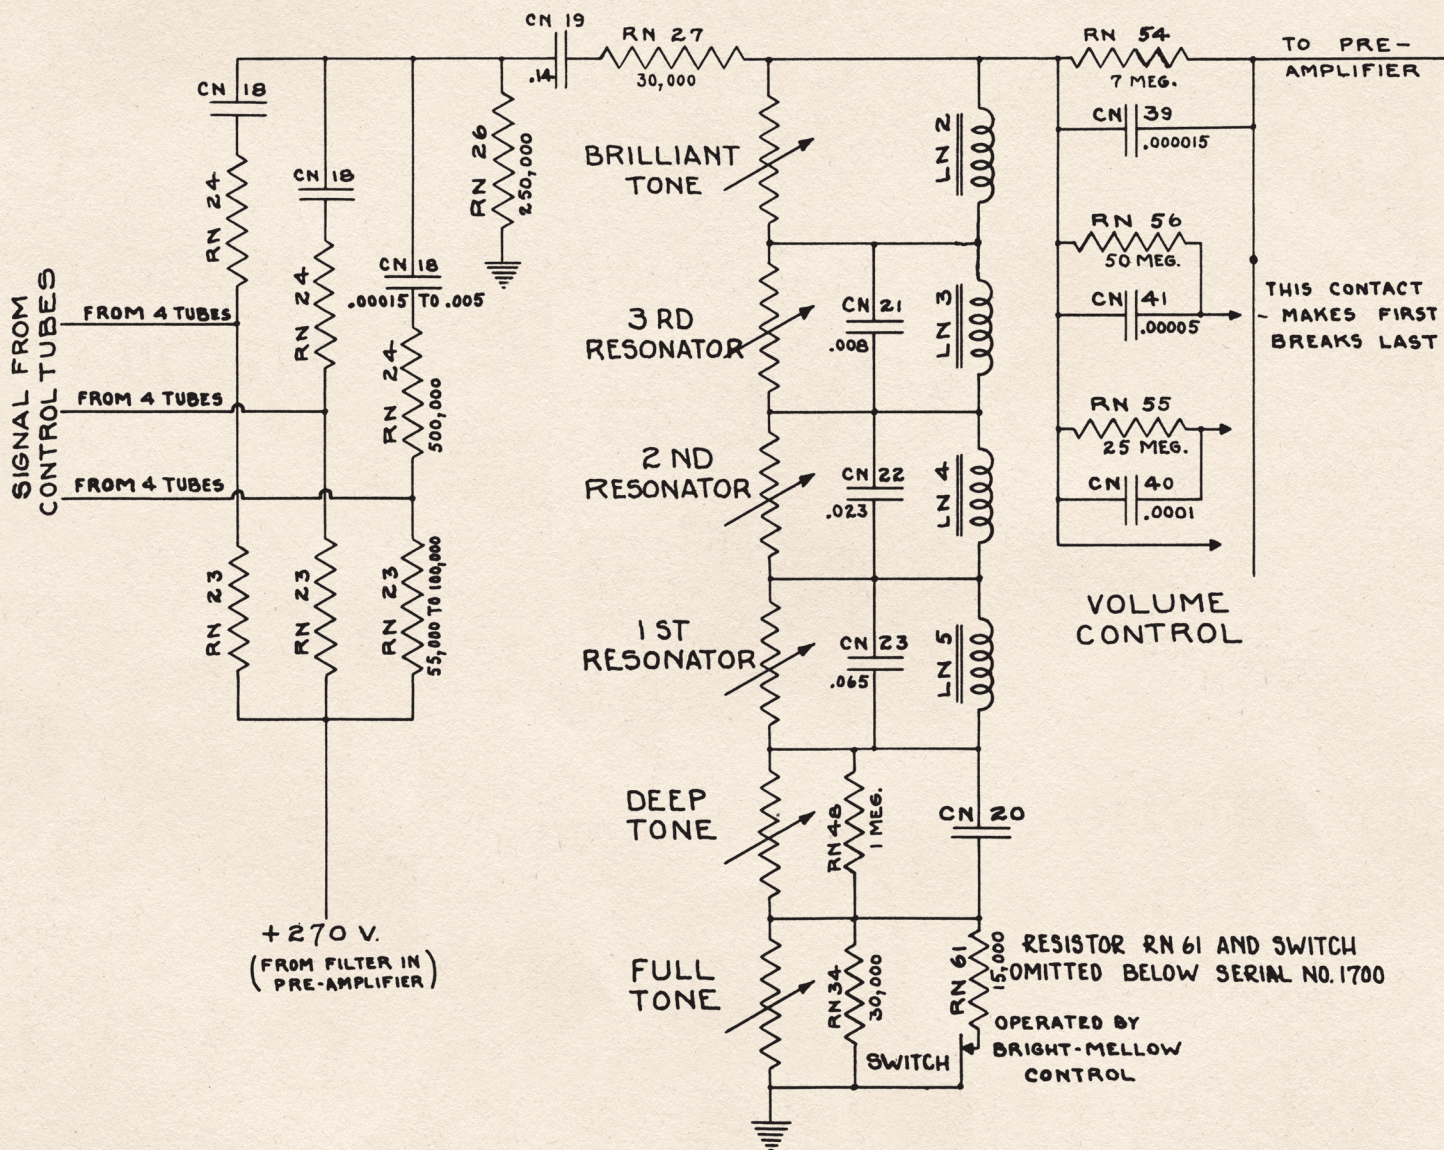 CN 19
.14
RN 27
30,000
RN 54
7 MEG.
TO PRE-
AMPLIFIER
CN 18
RN 24
CN 18
RN 24
CN 18
.00015 TO .005
RN 24
500,000
RN 26
250,000
SIGNAL FROM
CONTROL TUBES
FROM 4 TUBES
FROM 4 TUBES
FROM 4 TUBES
RN 23
RN 23
RN 23
55,000 TO 100,000
+270 V.
(FROM FILTER IN
PRE-AMPLIFIER)
BRILLIANT
TONE
LN 2
3 RD
RESONATOR
CN 21
.008
LN 3
2 ND
RESONATOR
CN 22
.023
LN 4
1 ST
RESONATOR
CN 23
.065
LN 5
DEEP
TONE
RN 48
1 MEG.
CN 20
FULL
TONE
RN 34
30,000
RN 61
15,000
SWITCH
RESISTOR RN 61 AND SWITCH
OMITTED BELOW SERIAL NO. 1700
OPERATED BY
BRIGHT-MELLOW
CONTROL
CN 39
.000015
RN 56
50 MEG.
CN 41
.00005
THIS CONTACT
- MAKES FIRST
BREAKS LAST
RN 55
25 MEG.
CN 40
.0001
VOLUME
CONTROL